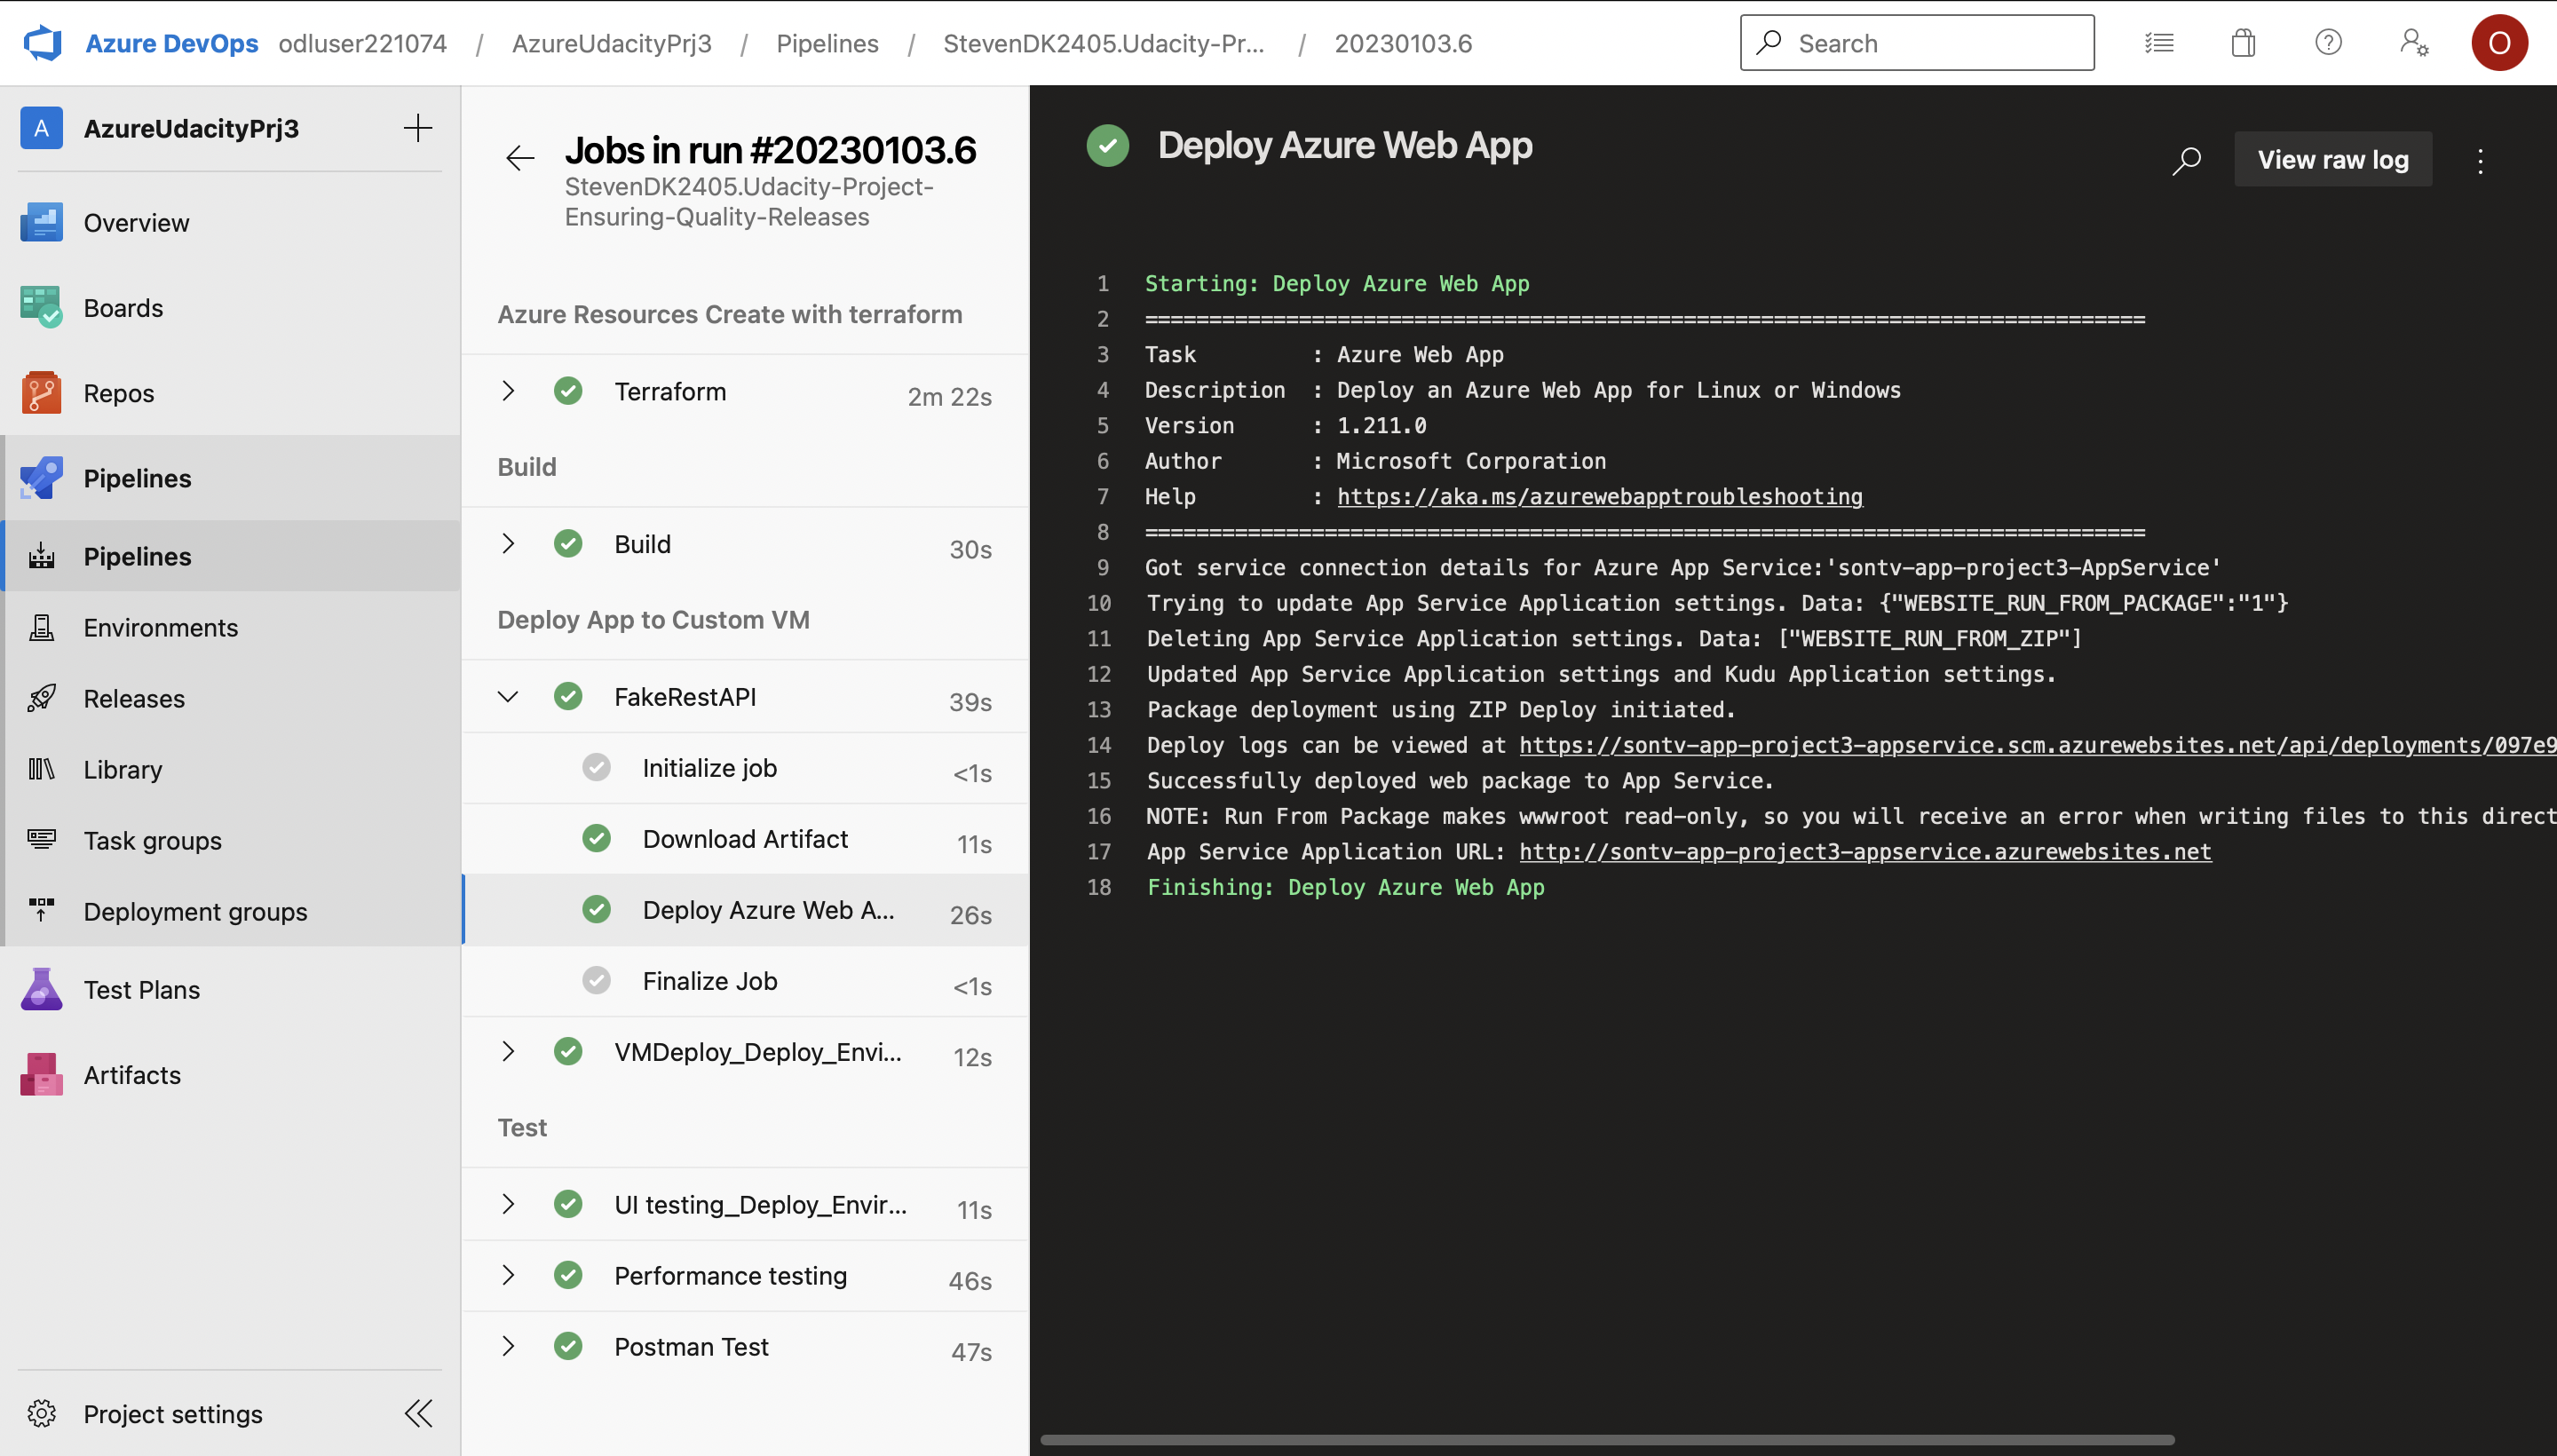 Azure DevOps odluser221074 / AzureUdacityPrj3 / Pipelines / StevenDK2405.Udacity-Pr... / 20230103.6
Search
O
A AzureUdacityPrj3
Overview
Boards
Repos
Pipelines
Pipelines
Environments
Releases
Library
Task groups
Deployment groups
Test Plans
Artifacts
Project settings
Jobs in run #20230103.6
StevenDK2405.Udacity-Project-
Ensuring-Quality-Releases
Azure Resources Create with terraform
Terraform 2m 22s
Build
Build 30s
Deploy App to Custom VM
FakeRestAPI 39s
Initialize job <1s
Download Artifact 11s
Deploy Azure Web A... 26s
Finalize Job <1s
VMDeploy_Deploy_Envi... 12s
Test
UI testing_Deploy_Envir... 11s
Performance testing 46s
Postman Test 47s
Deploy Azure Web App
View raw log
1 Starting: Deploy Azure Web App
2 ==============================================================================
3 Task : Azure Web App
4 Description : Deploy an Azure Web App for Linux or Windows
5 Version : 1.211.0
6 Author : Microsoft Corporation
7 Help : https://aka.ms/azurewebapptroubleshooting
8 ==============================================================================
9 Got service connection details for Azure App Service:'sontv-app-project3-AppService'
10 Trying to update App Service Application settings. Data: {"WEBSITE_RUN_FROM_PACKAGE":"1"}
11 Deleting App Service Application settings. Data: ["WEBSITE_RUN_FROM_ZIP"]
12 Updated App Service Application settings and Kudu Application settings.
13 Package deployment using ZIP Deploy initiated.
14 Deploy logs can be viewed at https://sontv-app-project3-appservice.scm.azurewebsites.net/api/deployments/097e9
15 Successfully deployed web package to App Service.
16 NOTE: Run From Package makes wwwroot read-only, so you will receive an error when writing files to this direct
17 App Service Application URL: http://sontv-app-project3-appservice.azurewebsites.net
18 Finishing: Deploy Azure Web App